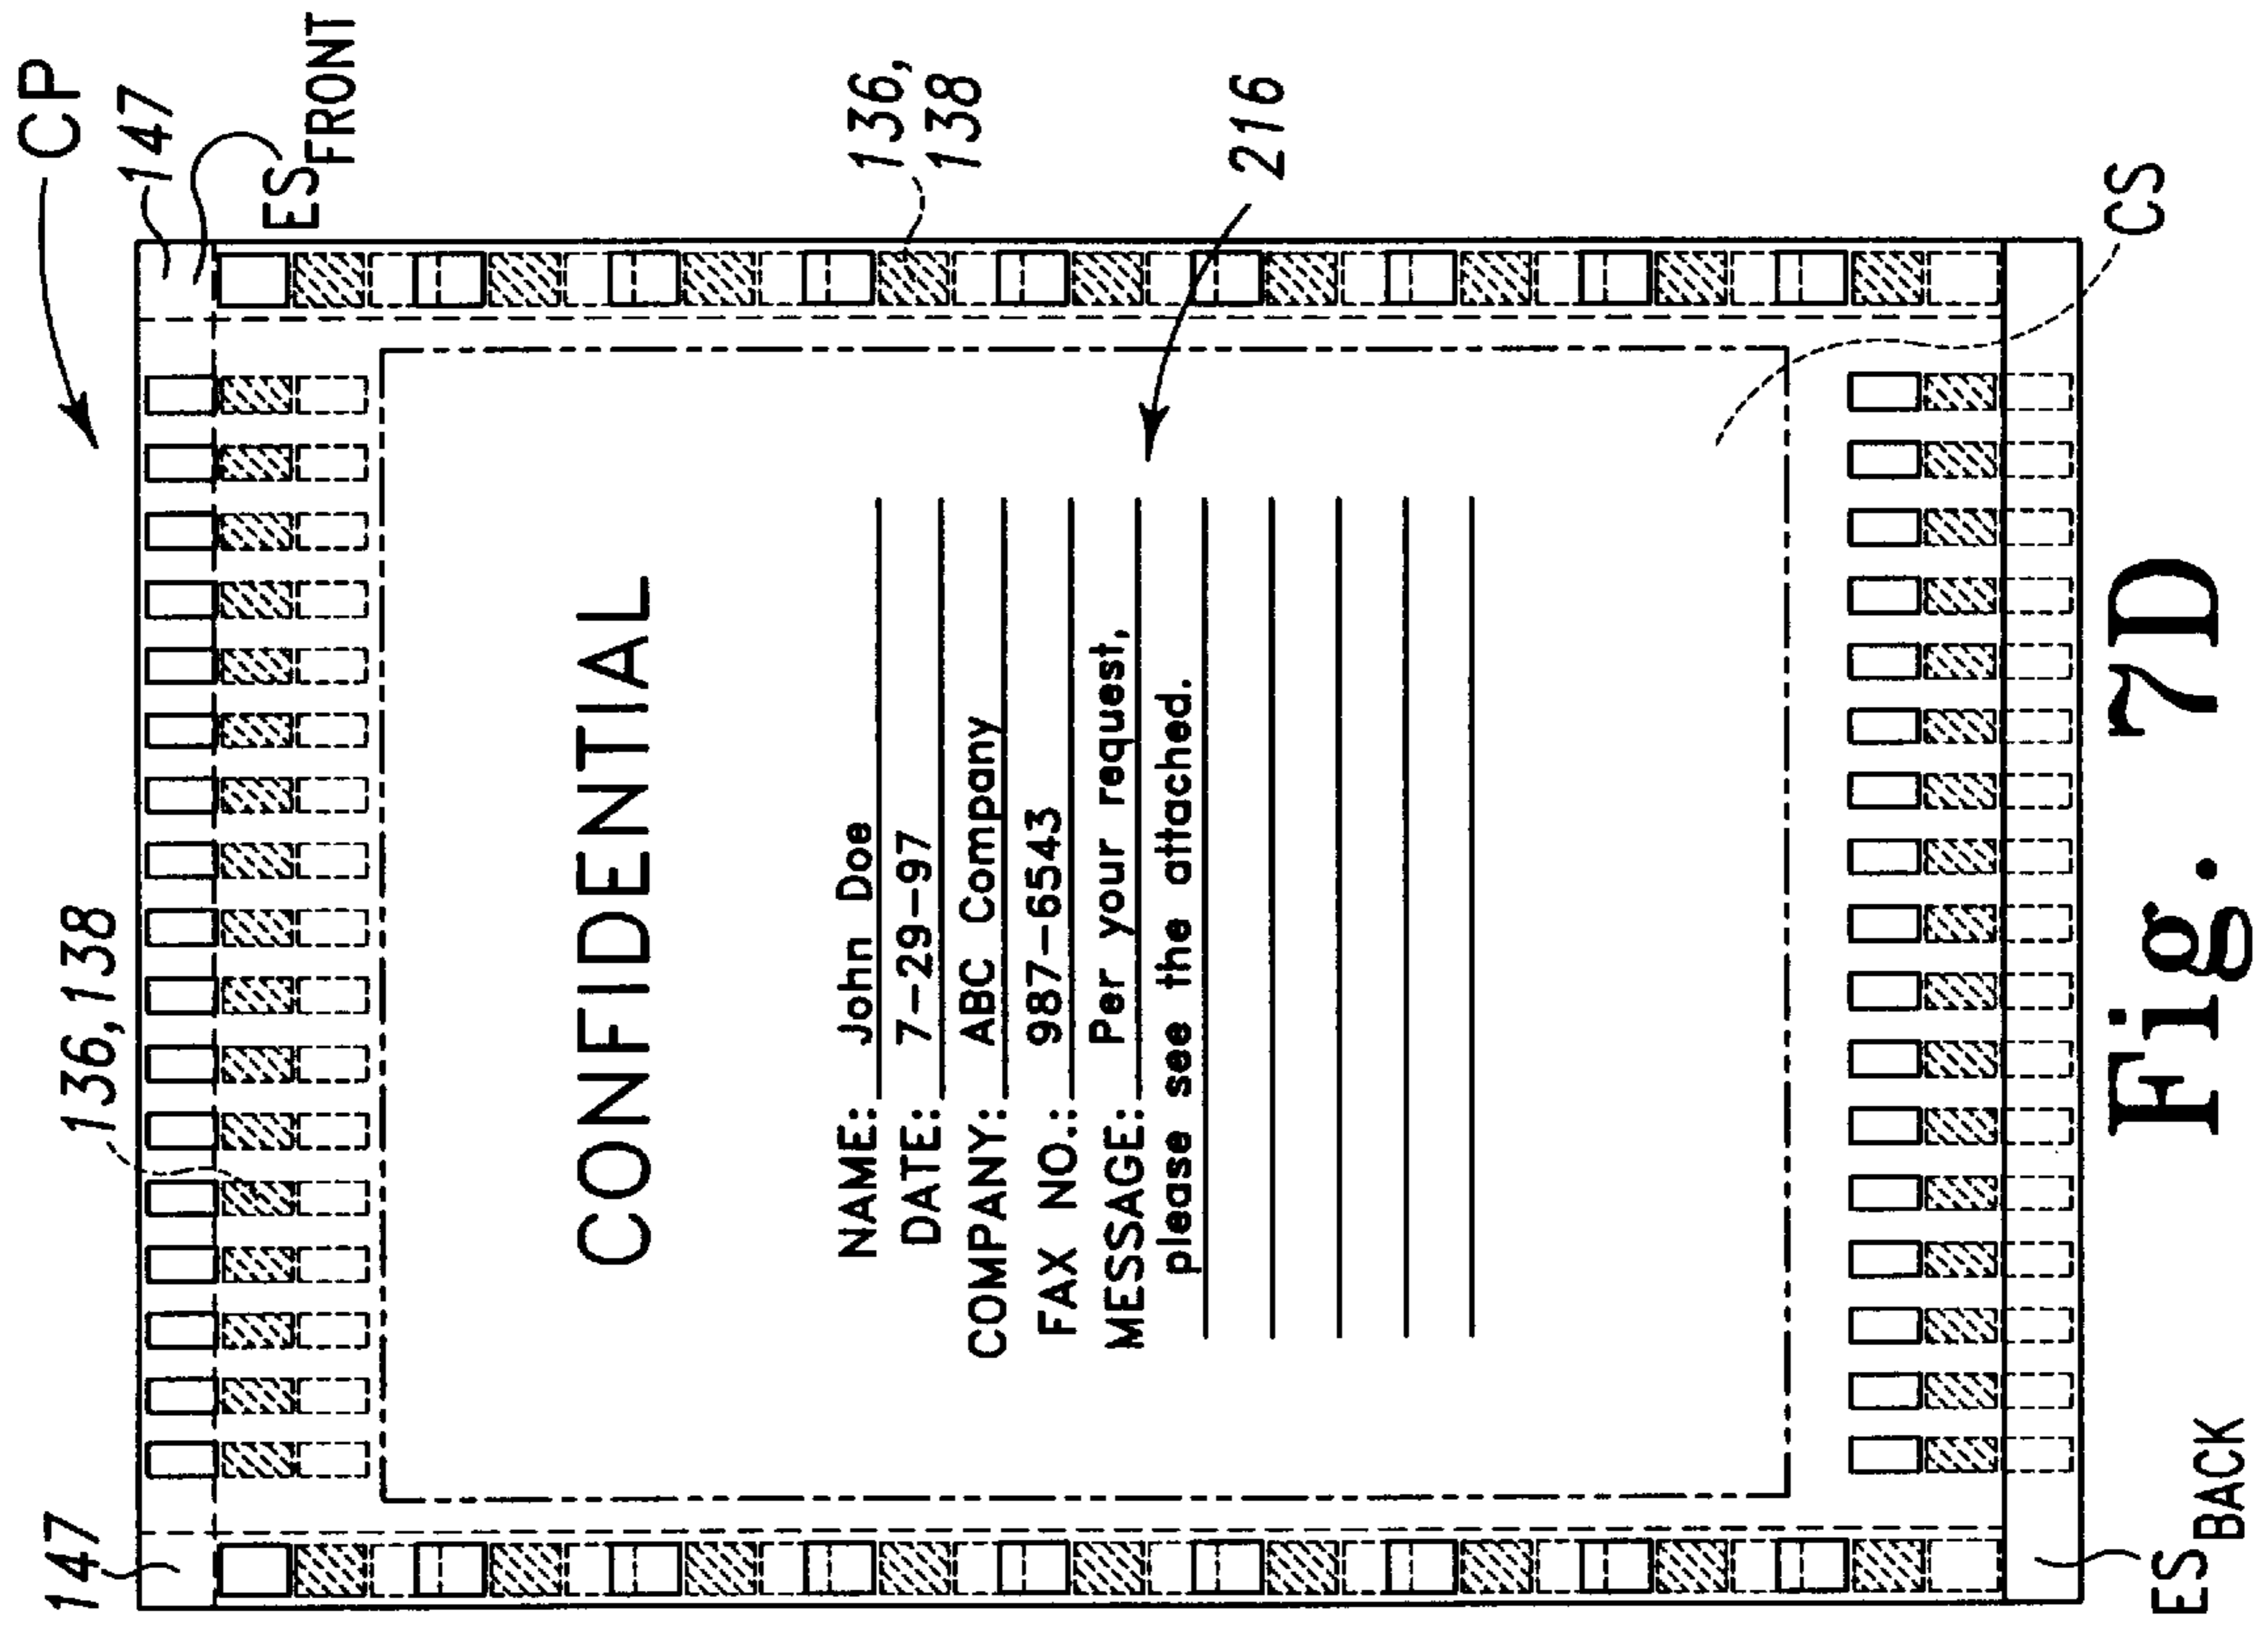 CP
147
ES FRONT
136,
138
216
CS
136,138
147
CONFIDENTIAL
NAME: John Doe
DATE: 7-29-97
COMPANY: ABC Company
FAX NO.: 987-6543
MESSAGE: Per your request,
please see the attached.
ES BACK
Fig. 7D